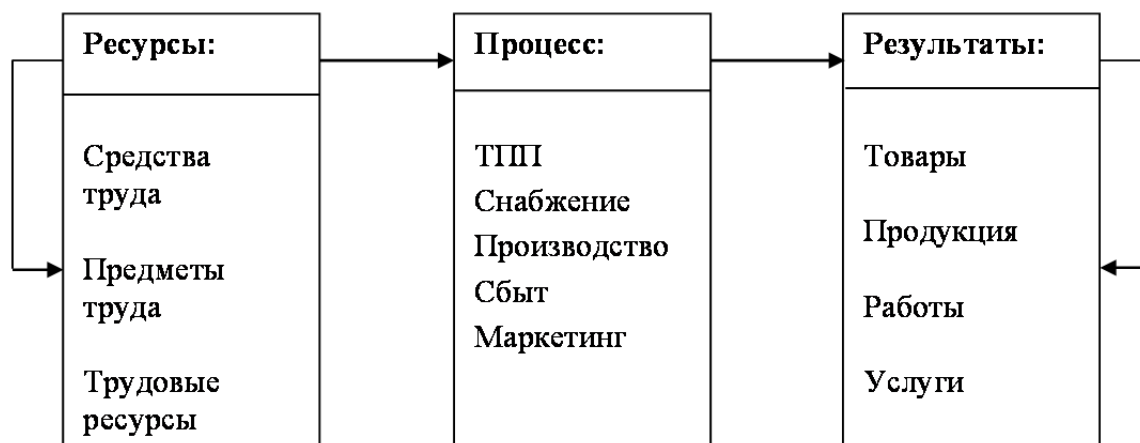 Ресурсы:
Средства
труда
Предметы
труда
Трудовые
ресурсы
Процесс:
ТПП
Снабжение
Производство
Сбыт
Маркетинг
Результаты:
Товары
Продукция
Работы
Услуги